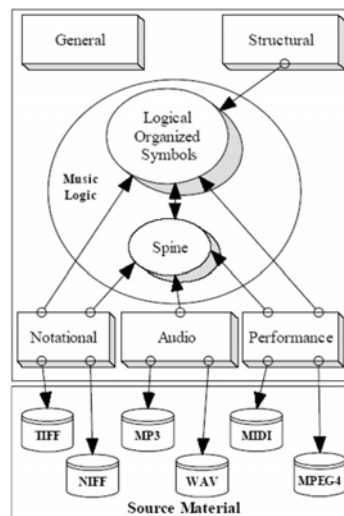 General
Structural
Logical
Organized
Symbols
Music
Logic
Spine
Notational
Audio
Performance
TIFF
MP3
MIDI
NIFF
WAV
MPEG4
Source Material